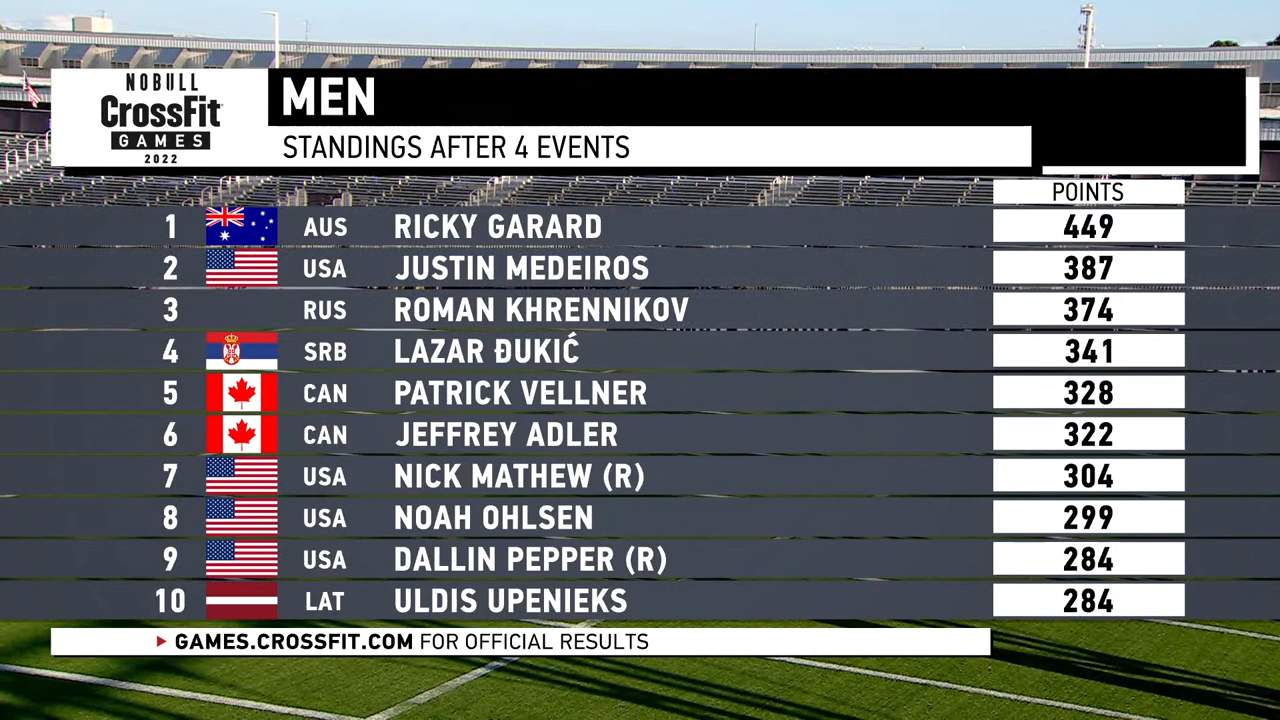 NOBULL
CrossFit
GAMES
2022
MEN
STANDINGS AFTER 4 EVENTS
POINTS
1 AUS RICKY GARARD 449
2 USA JUSTIN MEDEIROS 387
3 RUS ROMAN KHRENNIKOV 374
4 SRB LAZAR ĐUKIĆ 341
5 CAN PATRICK VELLNER 328
6 CAN JEFFREY ADLER 322
7 USA NICK MATHEW (R) 304
8 USA NOAH OHLSEN 299
9 USA DALLIN PEPPER (R) 284
10 LAT ULDIS UPENIEKS 284
GAMES.CROSSFIT.COM FOR OFFICIAL RESULTS